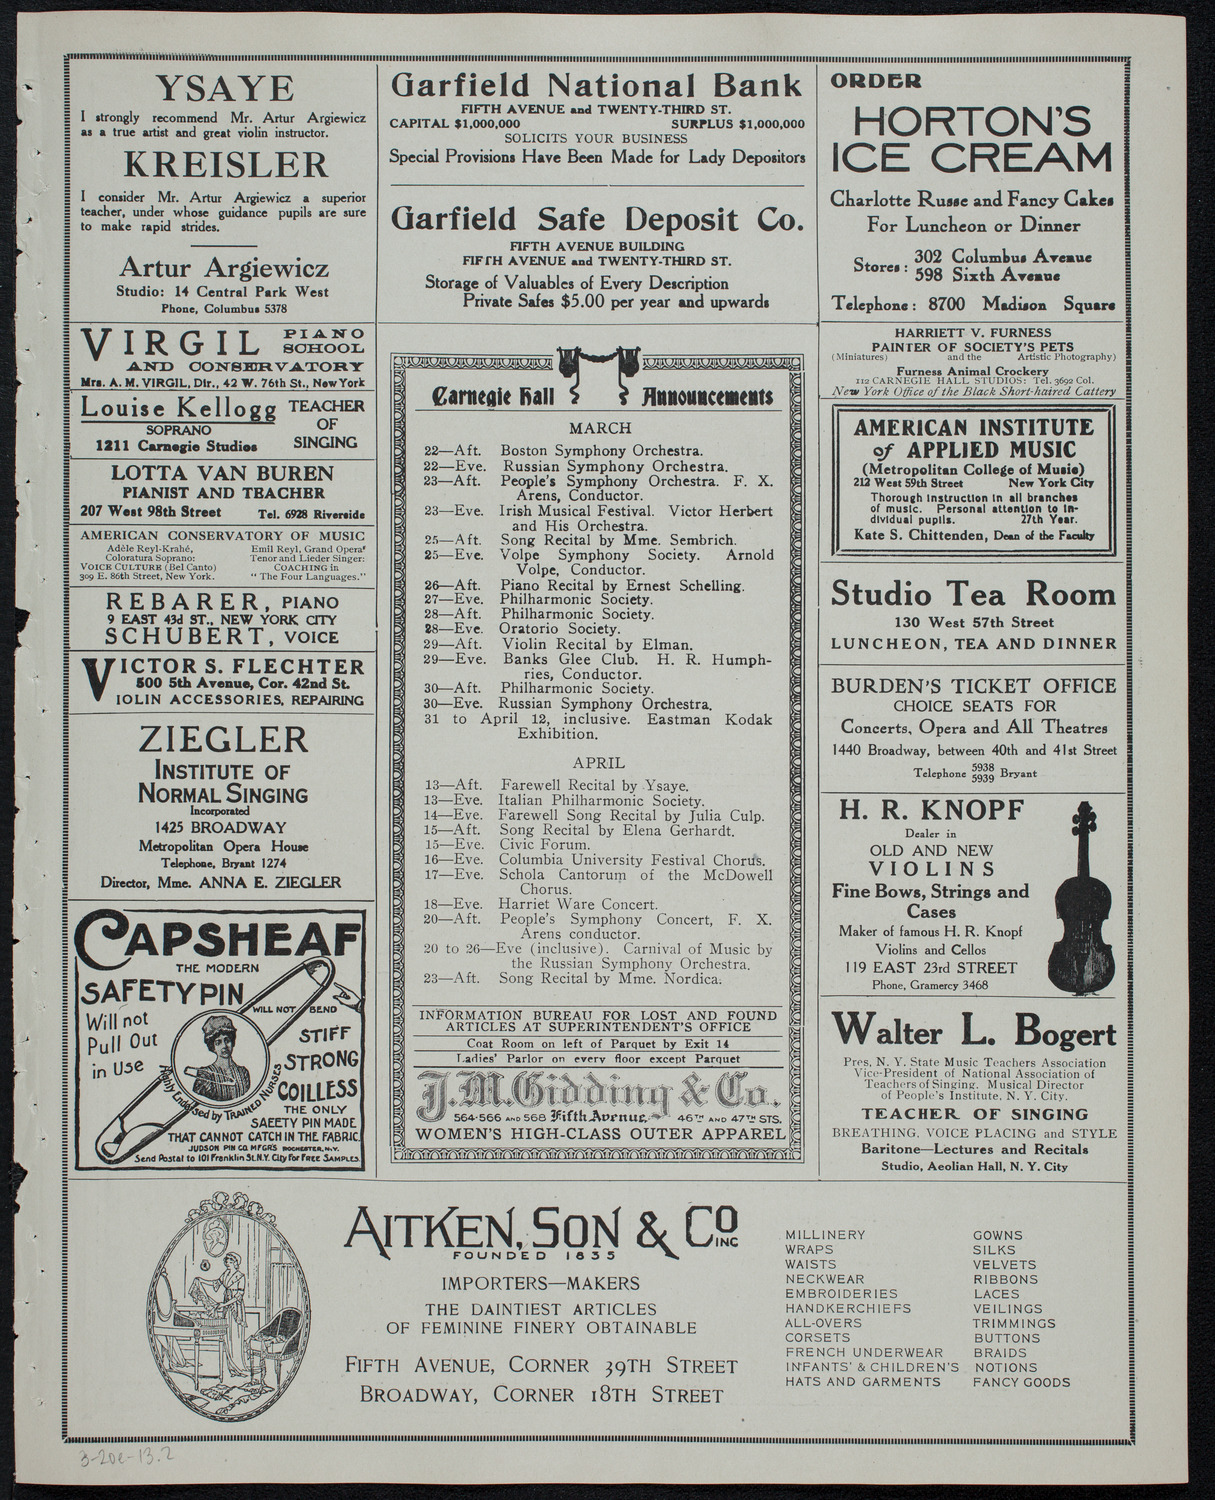 YSAYE
I strongly recommend Mr. Artur Argiewicz
as a true artist and great violin instructor.
KREISLER
I consider Mr. Artur Argiewicz a superior
teacher, under whose guidance pupils are sure
to make rapid strides.
Artur Argiewicz
Studio: 14 Central Park West
Phone, Columbus 5378
VIRGIL PIANO SCHOOL
AND CONSERVATORY
Mrs. A. M. VIRGIL, Dir., 42 W. 76th St., New York
Louise Kellogg TEACHER
SOPRANO OF
1211 Carnegie Studios SINGING
LOTTA VAN BUREN
PIANIST AND TEACHER
207 West 98th Street Tel. 6928 Riverside
AMERICAN CONSERVATORY OF MUSIC
Adèle Reyl-Krahé, Emil Reyl, Grand Opera
Coloratura Soprano: Tenor and Lieder Singer:
VOICE CULTURE (Bel Canto) COACHING in
309 E. 86th Street, New York. "The Four Languages."
REBARER, PIANO
9 EAST 43d ST., NEW YORK CITY
SCHUBERT, VOICE
VICTOR S. FLECHTER
500 5th Avenue, Cor. 42nd St.
VIOLIN ACCESSORIES, REPAIRING
ZIEGLER
INSTITUTE OF
NORMAL SINGING
Incorporated
1425 BROADWAY
Metropolitan Opera House
Telephone, Bryant 1274
Director, Mme. ANNA E. ZIEGLER
CAPSHEAF
THE MODERN
SAFETY PIN
WILL NOT BEND
Will not
Pull Out
in Use
STIFF
STRONG
COILLESS
Highly Endorsed by TRAINED NURSES
THE ONLY
SAFETY PIN MADE
THAT CANNOT CATCH IN THE FABRIC.
JUDSON PIN CO. MFGRS ROCHESTER, N.Y.
Send Postal to 101 Franklin St. N.Y. City for FREE SAMPLES.
Garfield National Bank
FIFTH AVENUE and TWENTY-THIRD ST.
CAPITAL $1,000,000 SURPLUS $1,000,000
SOLICITS YOUR BUSINESS
Special Provisions Have Been Made for Lady Depositors
Garfield Safe Deposit Co.
FIFTH AVENUE BUILDING
FIFTH AVENUE and TWENTY-THIRD ST.
Storage of Valuables of Every Description
Private Safes $5.00 per year and upwards
Carnegie Hall Announcements
MARCH
22—Aft. Boston Symphony Orchestra.
22—Eve. Russian Symphony Orchestra.
23—Aft. People's Symphony Orchestra. F. X.
Arens, Conductor.
23—Eve. Irish Musical Festival. Victor Herbert
and His Orchestra.
25—Aft. Song Recital by Mme. Sembrich.
25—Eve. Volpe Symphony Society. Arnold
Volpe, Conductor.
26—Aft. Piano Recital by Ernest Schelling.
27—Eve. Philharmonic Society.
28—Aft. Philharmonic Society.
28—Eve. Oratorio Society.
29—Aft. Violin Recital by Elman.
29—Eve. Banks Glee Club. H. R. Humph-
ries, Conductor.
30—Aft. Philharmonic Society.
30—Eve. Russian Symphony Orchestra.
31 to April 12, inclusive. Eastman Kodak
Exhibition.
APRIL
13—Aft. Farewell Recital by Ysaye.
13—Eve. Italian Philharmonic Society.
14—Eve. Farewell Song Recital by Julia Culp.
15—Aft. Song Recital by Elena Gerhardt.
15—Eve. Civic Forum.
16—Eve. Columbia University Festival Chorus.
17—Eve. Schola Cantorum of the McDowell
Chorus.
18—Eve. Harriet Ware Concert.
20—Aft. People's Symphony Concert, F. X.
Arens conductor.
20 to 26—Eve (inclusive). Carnival of Music by
the Russian Symphony Orchestra.
23—Aft. Song Recital by Mme. Nordica.
INFORMATION BUREAU FOR LOST AND FOUND
ARTICLES AT SUPERINTENDENT'S OFFICE
Coat Room on left of Parquet by Exit 14
Ladies' Parlor on every floor except Parquet
J.M. Gidding & Co.
564-566 AND 568 Fifth Avenue, 46TH AND 47TH STS.
WOMEN'S HIGH-CLASS OUTER APPAREL
ORDER
HORTON'S
ICE CREAM
Charlotte Russe and Fancy Cakes
For Luncheon or Dinner
Stores: 302 Columbus Avenue
598 Sixth Avenue
Telephone: 8700 Madison Square
HARRIETT V. FURNESS
PAINTER OF SOCIETY'S PETS
(Miniatures) and the Artistic Photography)
Furness Animal Crockery
112 CARNEGIE HALL STUDIOS: Tel. 3692 Col.
New York Office of the Black Short-haired Cattery
AMERICAN INSTITUTE
of APPLIED MUSIC
(Metropolitan College of Music)
212 West 59th Street New York City
Thorough instruction in all branches
of music. Personal attention to in-
dividual pupils. 27th Year.
Kate S. Chittenden, Dean of the Faculty
Studio Tea Room
130 West 57th Street
LUNCHEON, TEA AND DINNER
BURDEN'S TICKET OFFICE
CHOICE SEATS FOR
Concerts, Opera and All Theatres
1440 Broadway, between 40th and 41st Street
Telephone 5938 5939 Bryant
H. R. KNOPF
Dealer in
OLD AND NEW
VIOLINS
Fine Bows, Strings and
Cases
Maker of famous H. R. Knopf
Violins and Cellos
119 EAST 23rd STREET
Phone, Gramercy 3468
Walter L. Bogert
Pres. N. Y. State Music Teachers Association
Vice-President of National Association of
Teachers of Singing. Musical Director
of People's Institute, N. Y. City.
TEACHER OF SINGING
BREATHING, VOICE PLACING and STYLE
Baritone—Lectures and Recitals
Studio, Aeolian Hall, N. Y. City
AITKEN, SON & CO INC
FOUNDED 1835
IMPORTERS—MAKERS
THE DAINTIEST ARTICLES
OF FEMININE FINERY OBTAINABLE
FIFTH AVENUE, CORNER 39TH STREET
BROADWAY, CORNER 18TH STREET
MILLINERY GOWNS
WRAPS SILKS
WAISTS VELVETS
NECKWEAR RIBBONS
EMBROIDERIES LACES
HANDKERCHIEFS VEILINGS
ALL-OVERS TRIMMINGS
CORSETS BUTTONS
FRENCH UNDERWEAR BRAIDS
INFANTS' & CHILDREN'S NOTIONS
HATS AND GARMENTS FANCY GOODS
3-20e-13.2